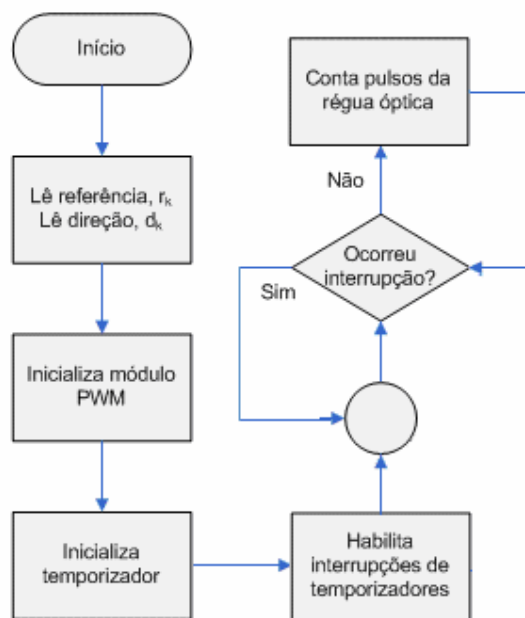 Início
Lê referência, rₖ
Lê direção, dₖ
Inicializa módulo
PWM
Inicializa
temporizador
Habilita
interrupções de
temporizadores
Ocorreu
interrupção?
Sim
Não
Conta pulsos da
régua óptica